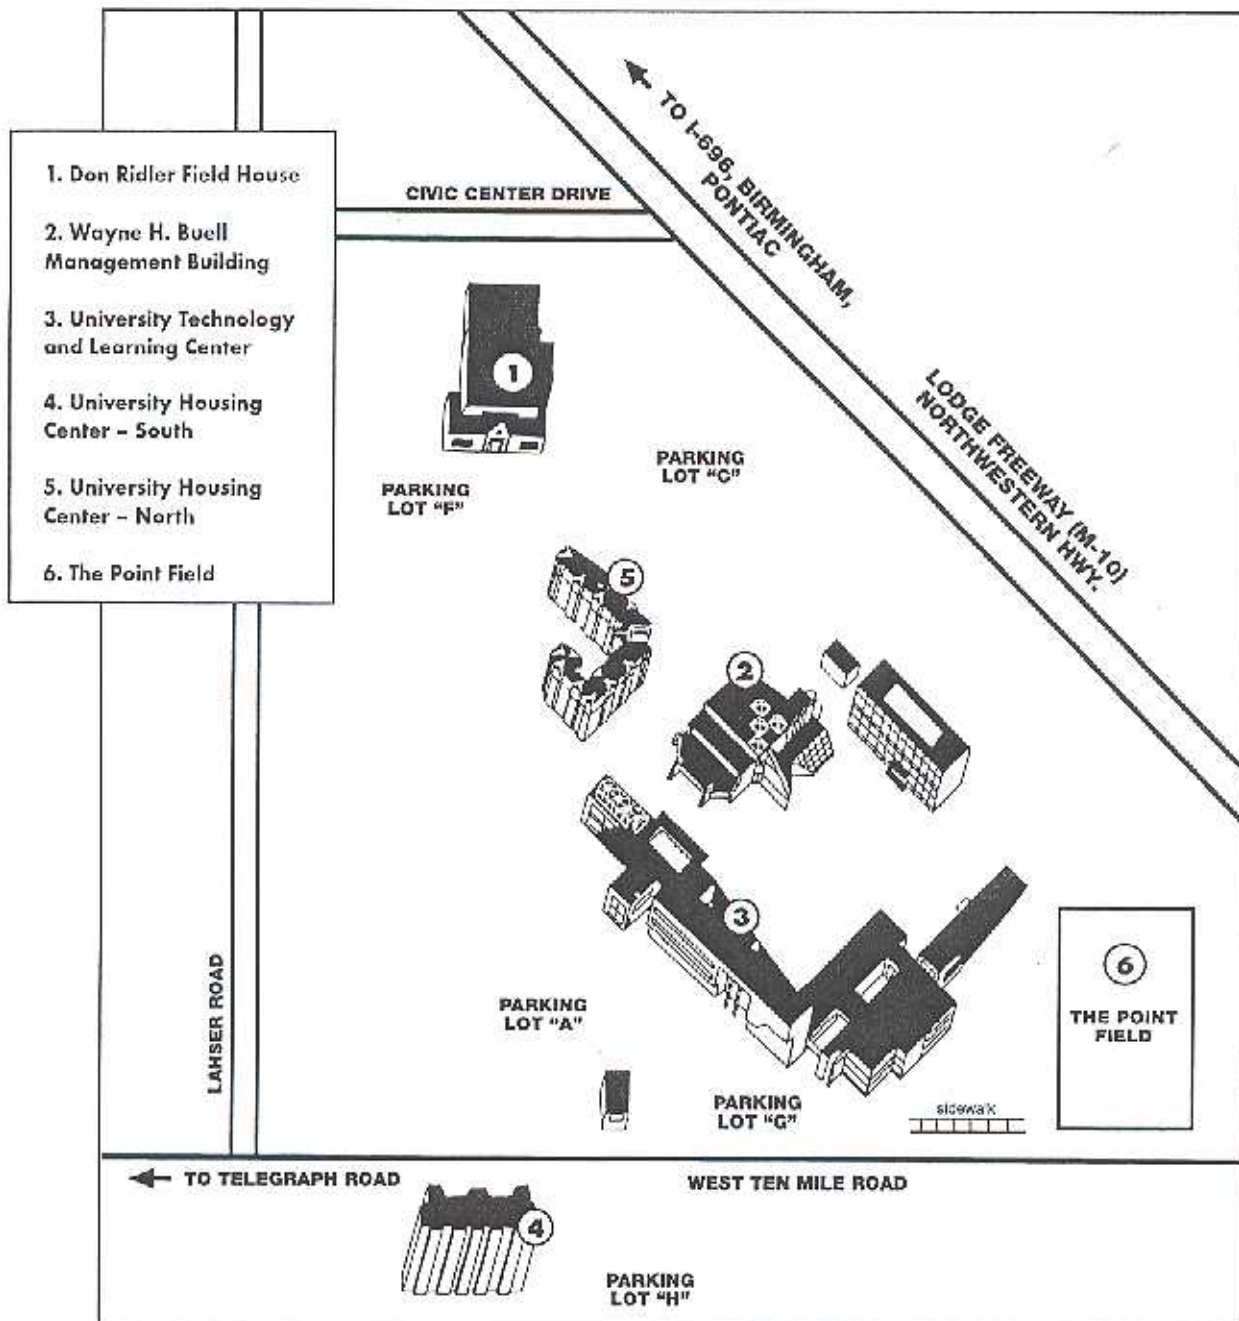 1. Don Ridler Field House
2. Wayne H. Buell
Management Building
3. University Technology
and Learning Center
4. University Housing
Center – South
5. University Housing
Center – North
6. The Point Field
CIVIC CENTER DRIVE
TO I-696, BIRMINGHAM,
PONTIAC
LODGE FREEWAY (M-10)
NORTHWESTERN HWY.
1
PARKING
LOT "F"
PARKING
LOT "C"
5
2
3
6
THE POINT
FIELD
LAHSER ROAD
PARKING
LOT "A"
PARKING
LOT "G"
sidewalk
TO TELEGRAPH ROAD
WEST TEN MILE ROAD
4
PARKING
LOT "H"